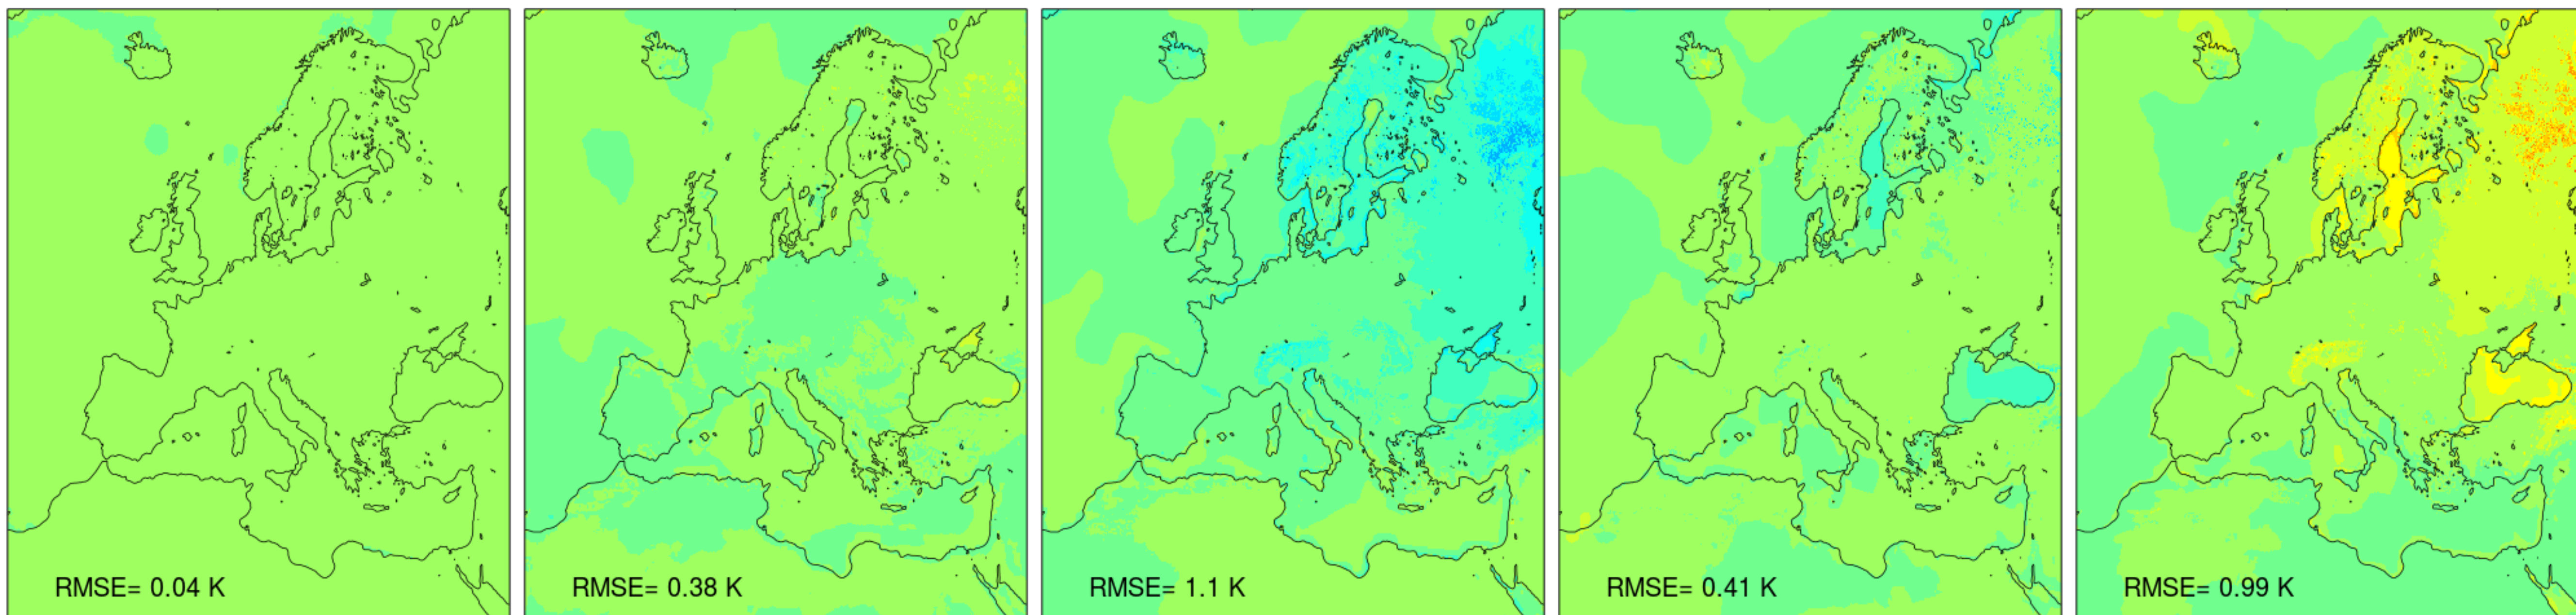 RMSE= 0.04 K
RMSE= 0.38 K
RMSE= 1.1 K
RMSE= 0.41 K
RMSE= 0.99 K